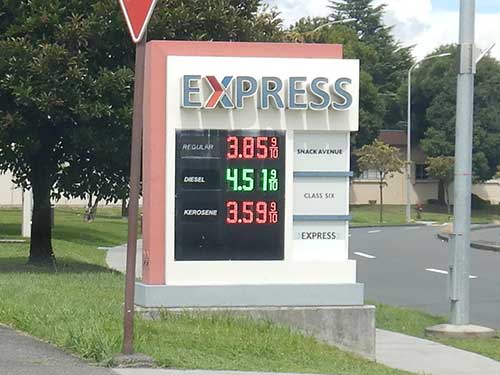 EXPRESS
REGULAR 3.85 9/10
DIESEL 4.51 9/10
KEROSENE 3.59 9/10
SNACK AVENUE
CLASS SIX
EXPRESS